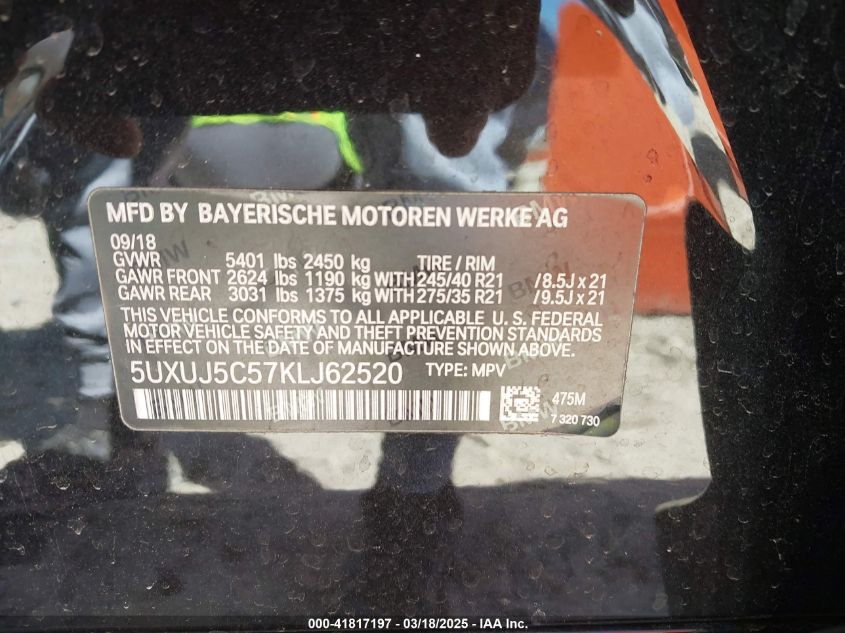 MFD BY BAYERISCHE MOTOREN WERKE AG
09/18
GVWR 5401 lbs 2450 kg TIRE / RIM
GAWR FRONT 2624 lbs 1190 kg WITH 245/40 R21 / 8.5J x 21
GAWR REAR 3031 lbs 1375 kg WITH 275/35 R21 / 9.5J x 21
THIS VEHICLE CONFORMS TO ALL APPLICABLE U. S. FEDERAL
MOTOR VEHICLE SAFETY AND THEFT PREVENTION STANDARDS
IN EFFECT ON THE DATE OF MANUFACTURE SHOWN ABOVE.
5UXUJ5C57KLJ62520 TYPE: MPV
475M
7 320 730
000-41817197 - 03/18/2025 - IAA Inc.